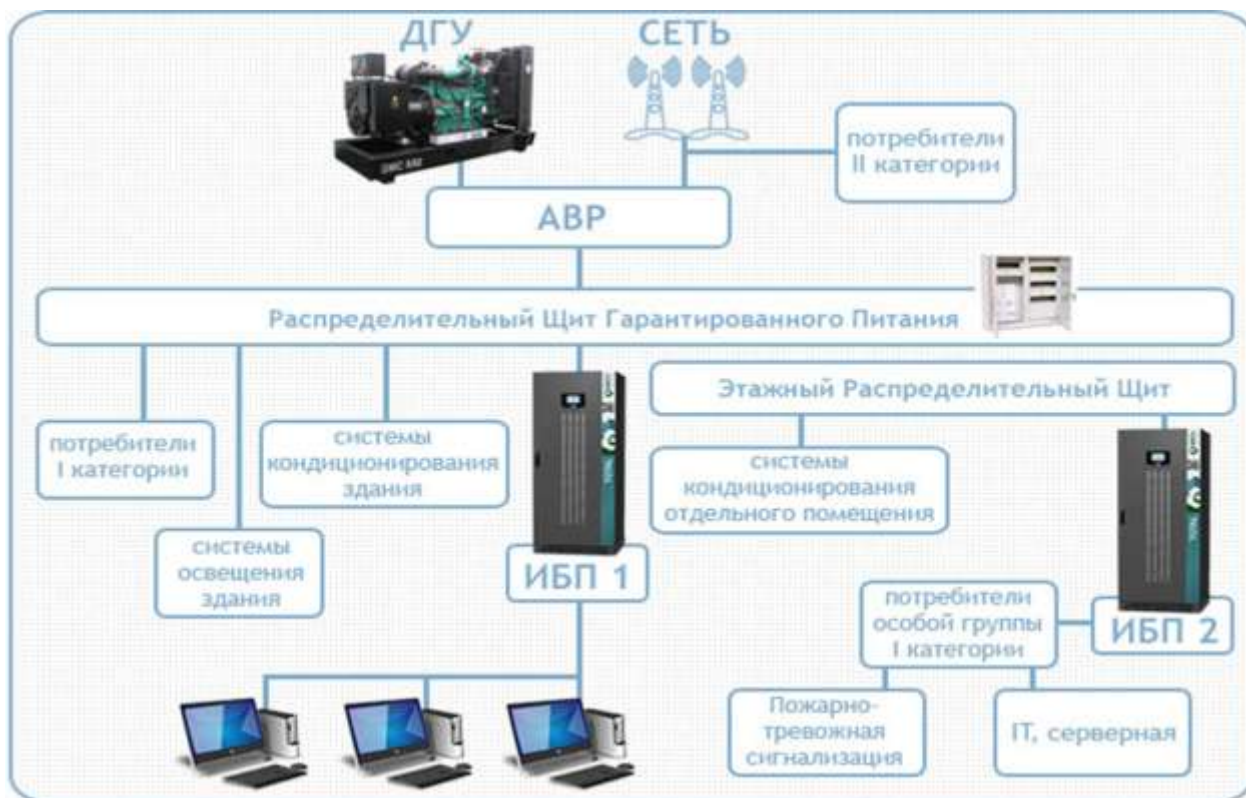 ДГУ
СЕТЬ
потребители
II категории
АВР
Распределительный Щит Гарантированного Питания
Этажный Распределительный Щит
потребители
I категории
системы
кондиционирования
здания
системы
кондиционирования
отдельного помещения
системы
освещения
здания
ИБП 1
потребители
особой группы
I категории
ИБП 2
Пожарно-
тревожная
сигнализация
IT, серверная